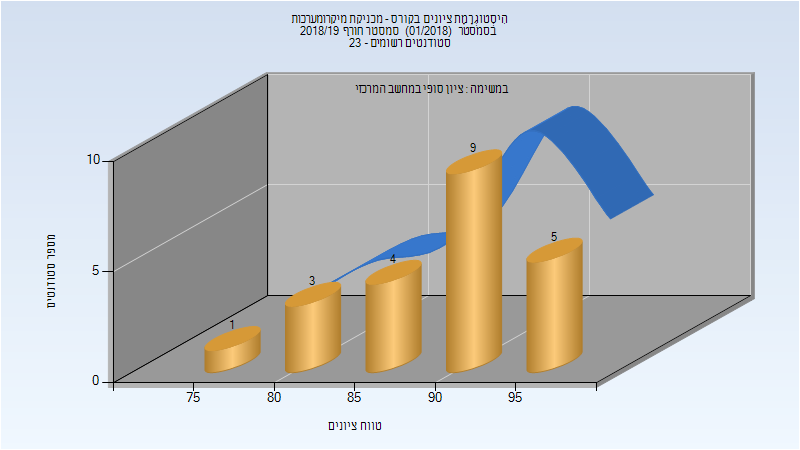 היסטוגרמת ציונים בקורס - מכניקת מיקרומערכות
בסמסטר (01/2018) סמסטר חורף 2018/19
סטודנטים רשומים - 23
במשימה : ציון סופי במחשב המרכזי
מספר סטודנטים
10
5
0
1
3
4
9
5
75
80
85
90
95
טווח ציונים